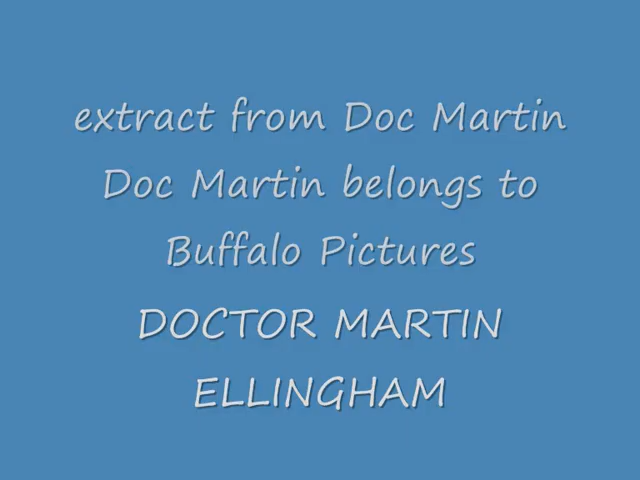 extract from Doc Martin
Doc Martin belongs to
Buffalo Pictures
DOCTOR MARTIN
ELLINGHAM